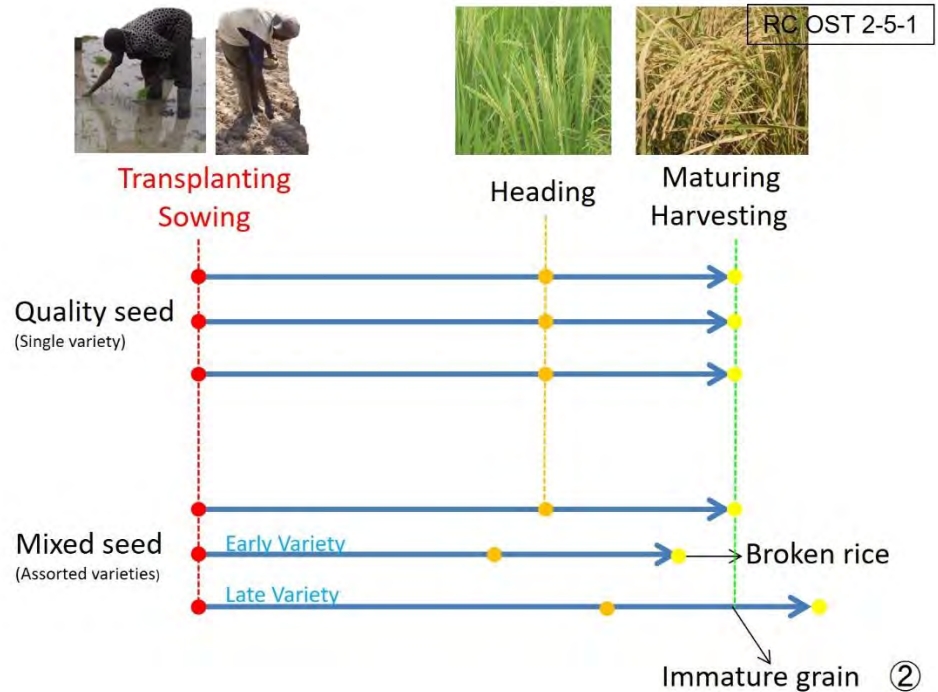 RC OST 2-5-1
Transplanting
Sowing
Heading
Maturing
Harvesting
Quality seed
(Single variety)
Mixed seed
(Assorted varieties)
Early Variety
Broken rice
Late Variety
Immature grain ②